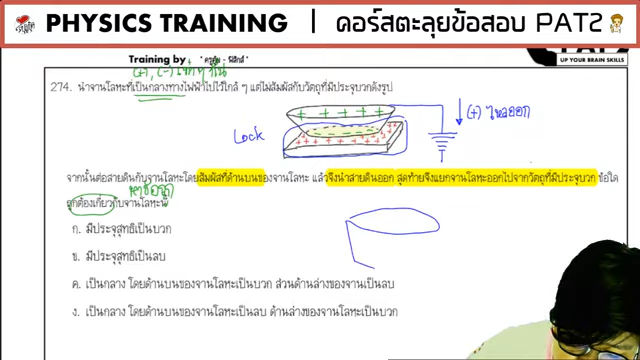 PHYSICS TRAINING | คอร์สตะลุยข้อสอบ PAT2
Training by " ครูตุ้ย - ฟิสิกส์ "
UP YOUR BRAIN SKILLS
(+), (-) เท่าๆ กัน
274. นำจานโลหะที่เป็นกลางทางไฟฟ้าไปไว้ใกล้ ๆ แต่ไม่สัมผัสกับวัตถุที่มีประจุบวกดังรูป
(+) ไหลออก
Lock
จากนั้นต่อสายดินกับจานโลหะโดยสัมผัสที่ด้านบนของจานโลหะ แล้วจึงนำสายดินออก สุดท้ายจึงแยกจานโลหะออกไปจากวัตถุที่มีประจุบวก ข้อใด
ถูกต้องเกี่ยวกับจานโลหะนี้
ก. มีประจุสุทธิเป็นบวก
ข. มีประจุสุทธิเป็นลบ
ค. เป็นกลาง โดยด้านบนของจานโลหะเป็นบวก ส่วนด้านล่างของจานเป็นลบ
ง. เป็นกลาง โดยด้านบนของจานโลหะเป็นลบ ด้านล่างของจานโลหะเป็นบวก